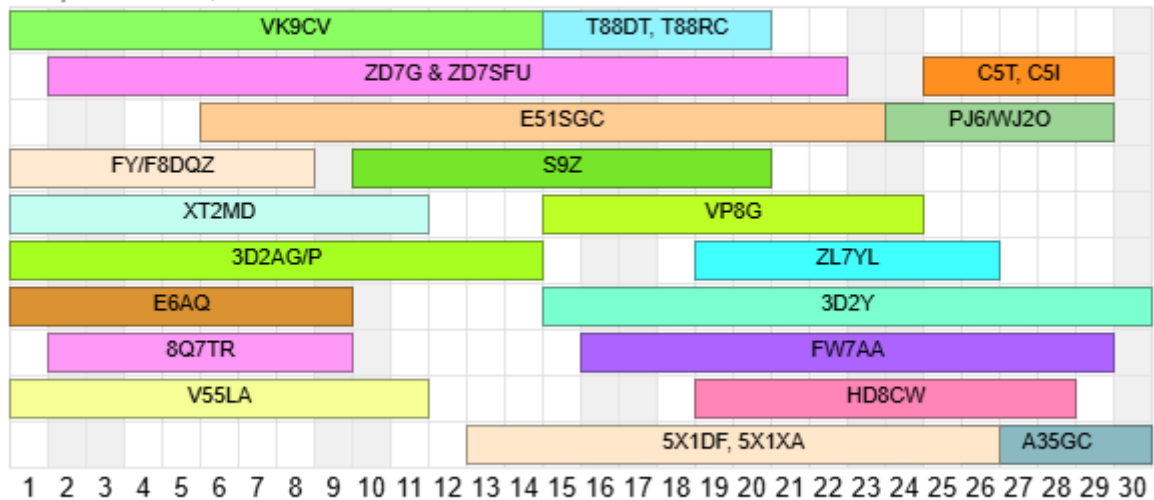 VK9CV T88DT, T88RC
ZD7G & ZD7SFU C5T, C5I
E51SGC PJ6/WJ2O
FY/F8DQZ S9Z
XT2MD VP8G
3D2AG/P ZL7YL
E6AQ 3D2Y
8Q7TR FW7AA
V55LA HD8CW
5X1DF, 5X1XA A35GC
1 2 3 4 5 6 7 8 9 10 11 12 13 14 15 16 17 18 19 20 21 22 23 24 25 26 27 28 29 30